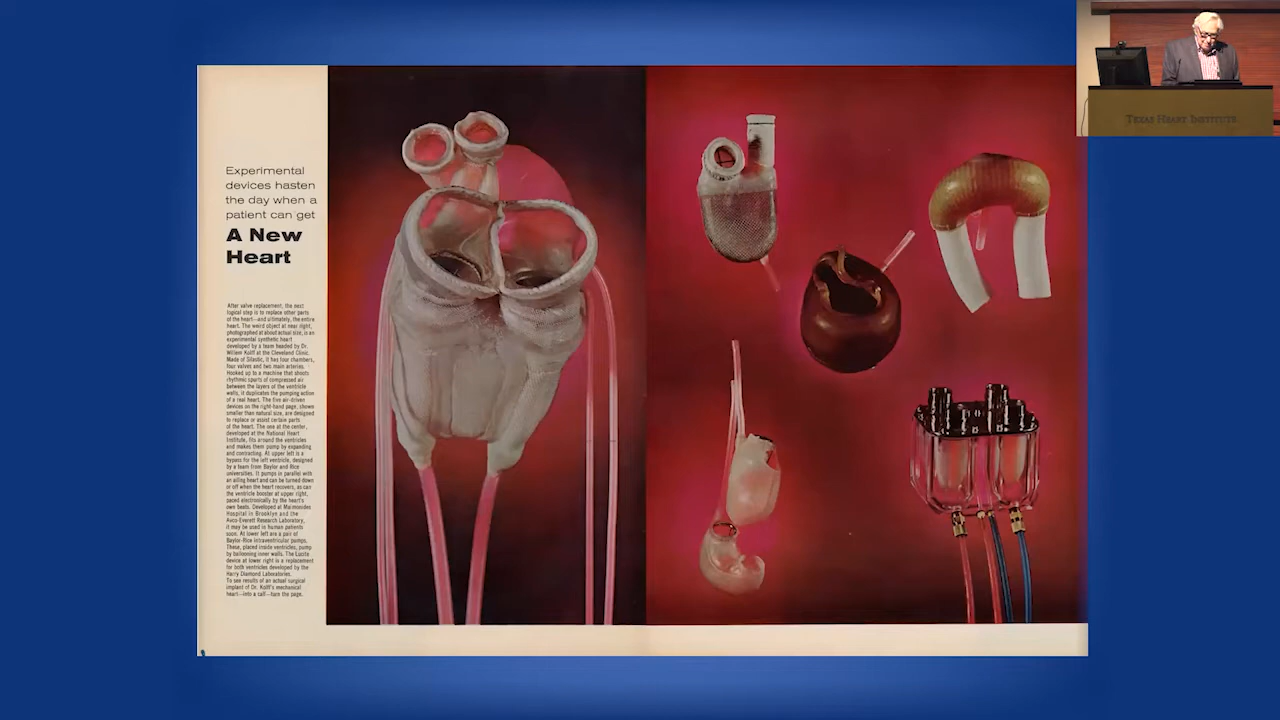 Experimental
devices hasten
the day when a
patient can get
A New
Heart
After valve replacement, the next
logical step is to replace other parts
of the heart—and ultimately, the entire
heart. The weird object at near right,
photographed at about actual size, is an
experimental synthetic heart
developed by a team headed by Dr.
Willem Kolff at the Cleveland Clinic.
Made of Silastic, it has four chambers,
four valves and two main arteries.
Hooked up to a machine that shoots
rhythmic spurts of compressed air
between the layers of the ventricle
walls, it duplicates the pumping action
of a real heart. The five air-driven
devices on the right-hand page, shown
smaller than natural size, are designed
to replace or assist certain parts
of the heart. The one at the center,
developed at the National Heart
Institute, fits around the ventricles
and makes them pump by expanding
and contracting. At upper left is a
bypass for the left ventricle, designed
by a team from Baylor and Rice
universities. It pumps in parallel with
an ailing heart and can be turned down
or off when the heart recovers, as can
the ventricle booster at upper right,
paced electronically by the heart's
own beats. Developed at Maimonides
Hospital in Brooklyn and the
Avco-Everett Research Laboratory,
it may be used in human patients
soon. At lower left are a pair of
Baylor-Rice intraventricular pumps.
These, placed inside ventricles, pump
by ballooning inner walls. The Lucite
device at lower right is a replacement
for both ventricles developed by the
Harry Diamond Laboratories.
To see results of an actual surgical
implant of Dr. Kolff's mechanical
heart—into a calf—turn the page.
TEXAS HEART INSTITUTE